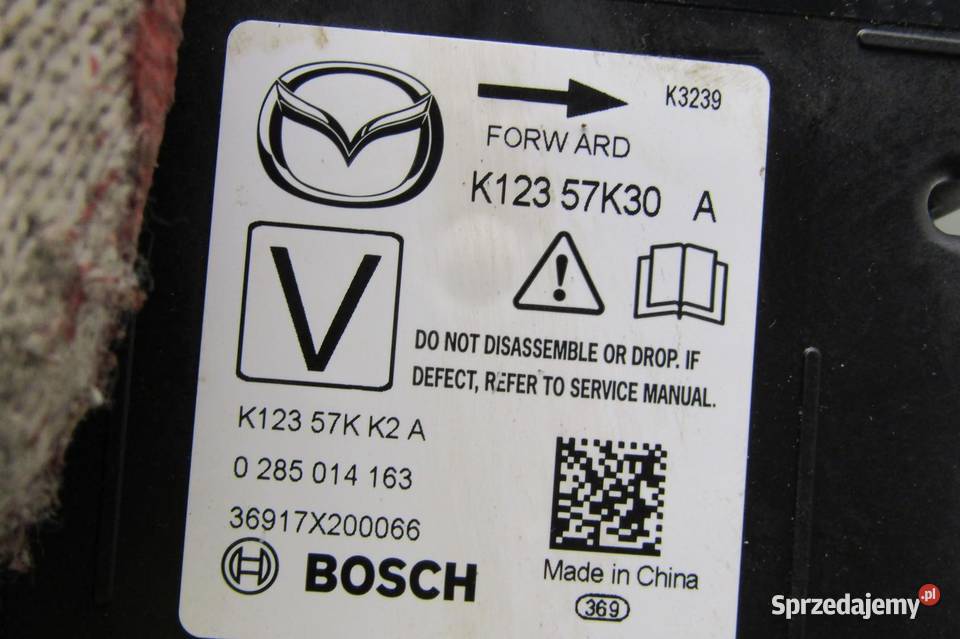 K3239
FORWARD
K123 57K30 A
V
DO NOT DISASSEMBLE OR DROP. IF
DEFECT, REFER TO SERVICE MANUAL.
K123 57K K2 A
0 285 014 163
36917X200066
BOSCH
Made in China
369
Sprzedajemy.pl